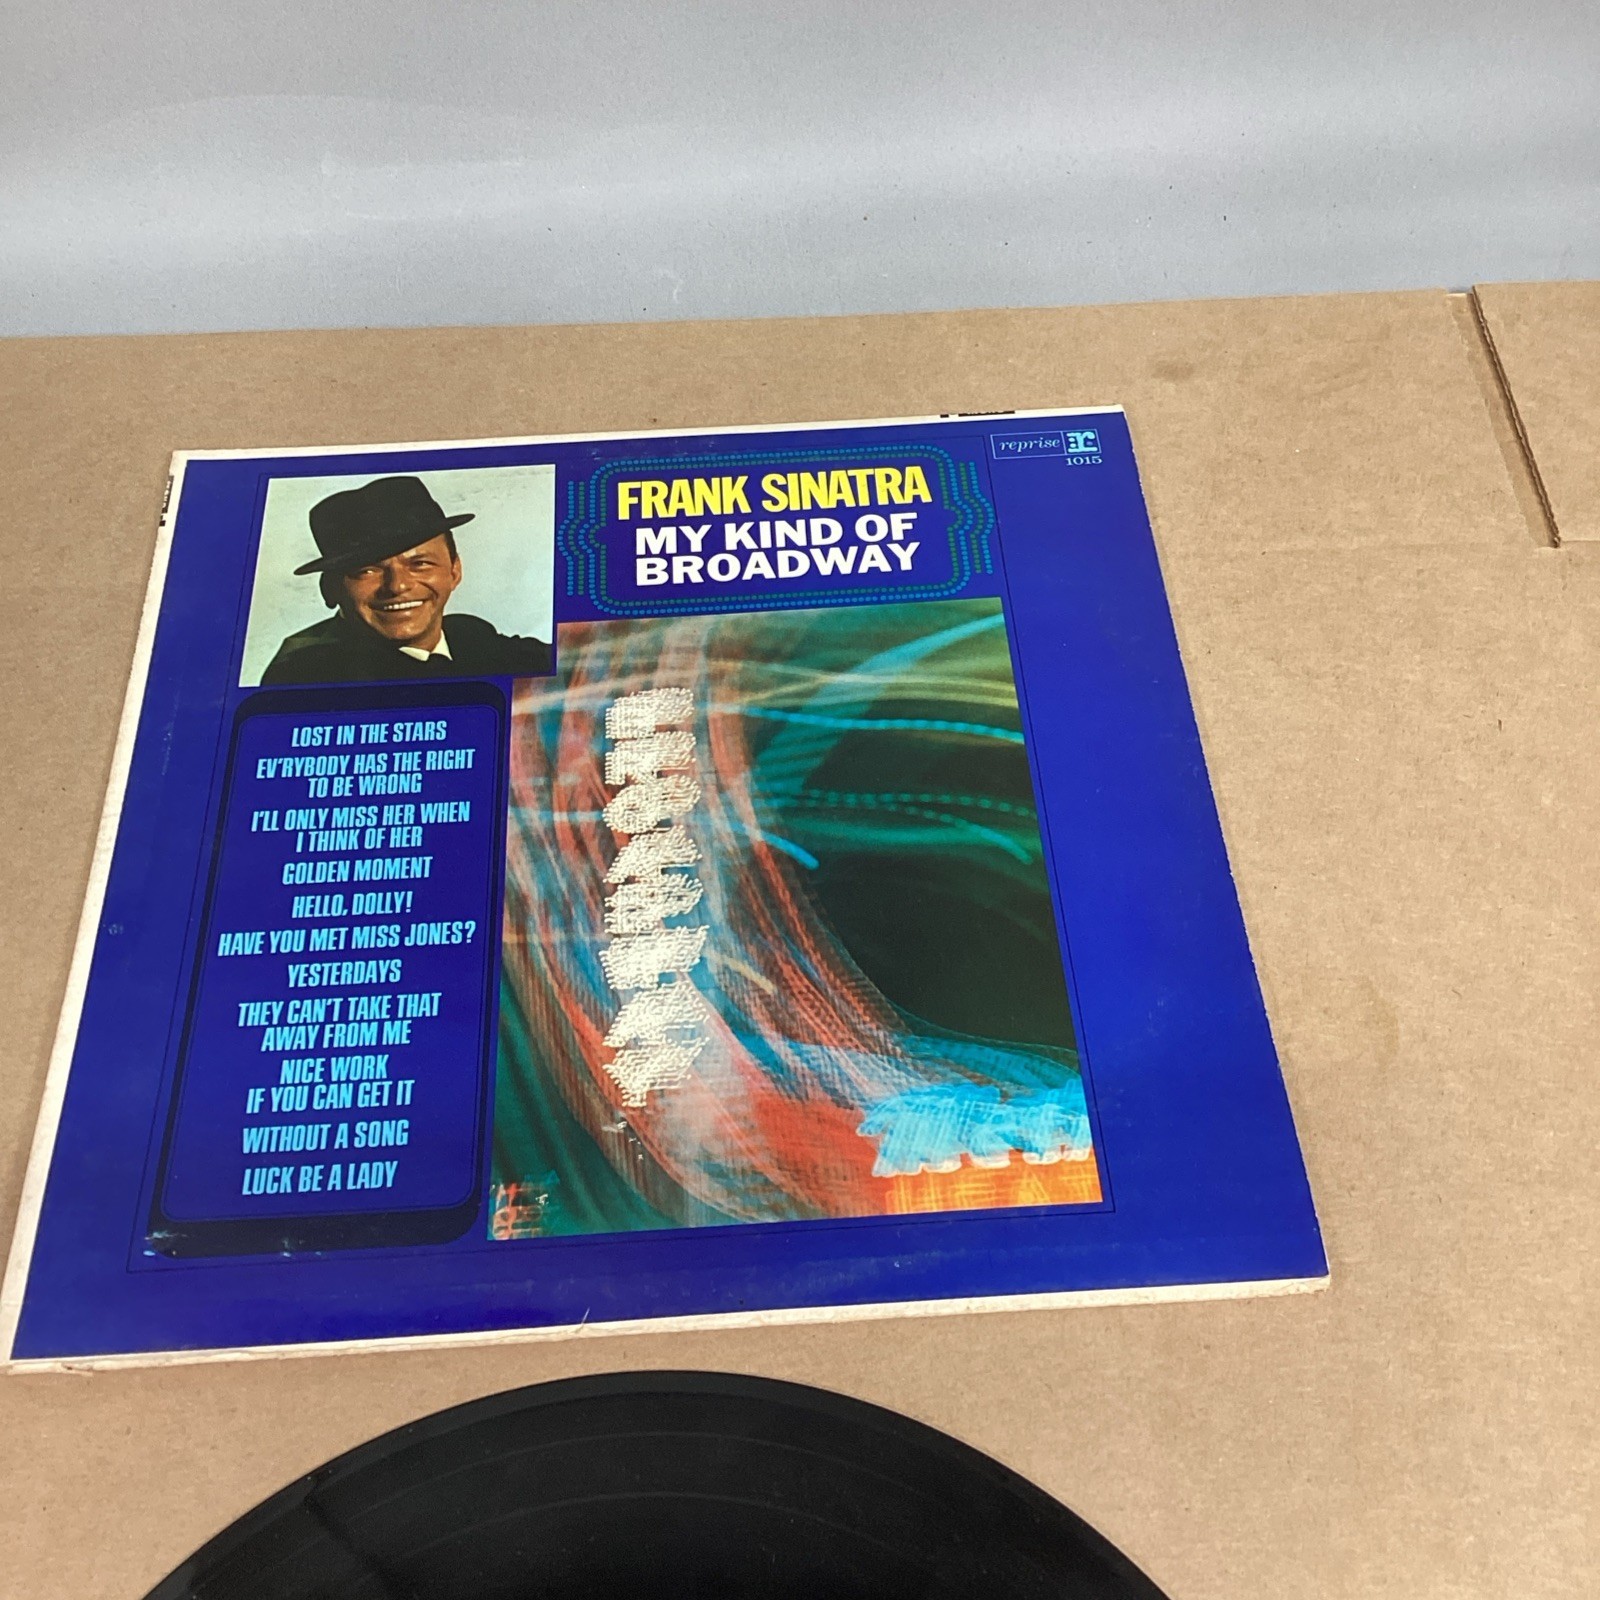 reprise r
1015
FRANK SINATRA
MY KIND OF
BROADWAY
LOST IN THE STARS
EV'RYBODY HAS THE RIGHT
TO BE WRONG
I'LL ONLY MISS HER WHEN
I THINK OF HER
GOLDEN MOMENT
HELLO, DOLLY!
HAVE YOU MET MISS JONES?
YESTERDAYS
THEY CAN'T TAKE THAT
AWAY FROM ME
NICE WORK
IF YOU CAN GET IT
WITHOUT A SONG
LUCK BE A LADY